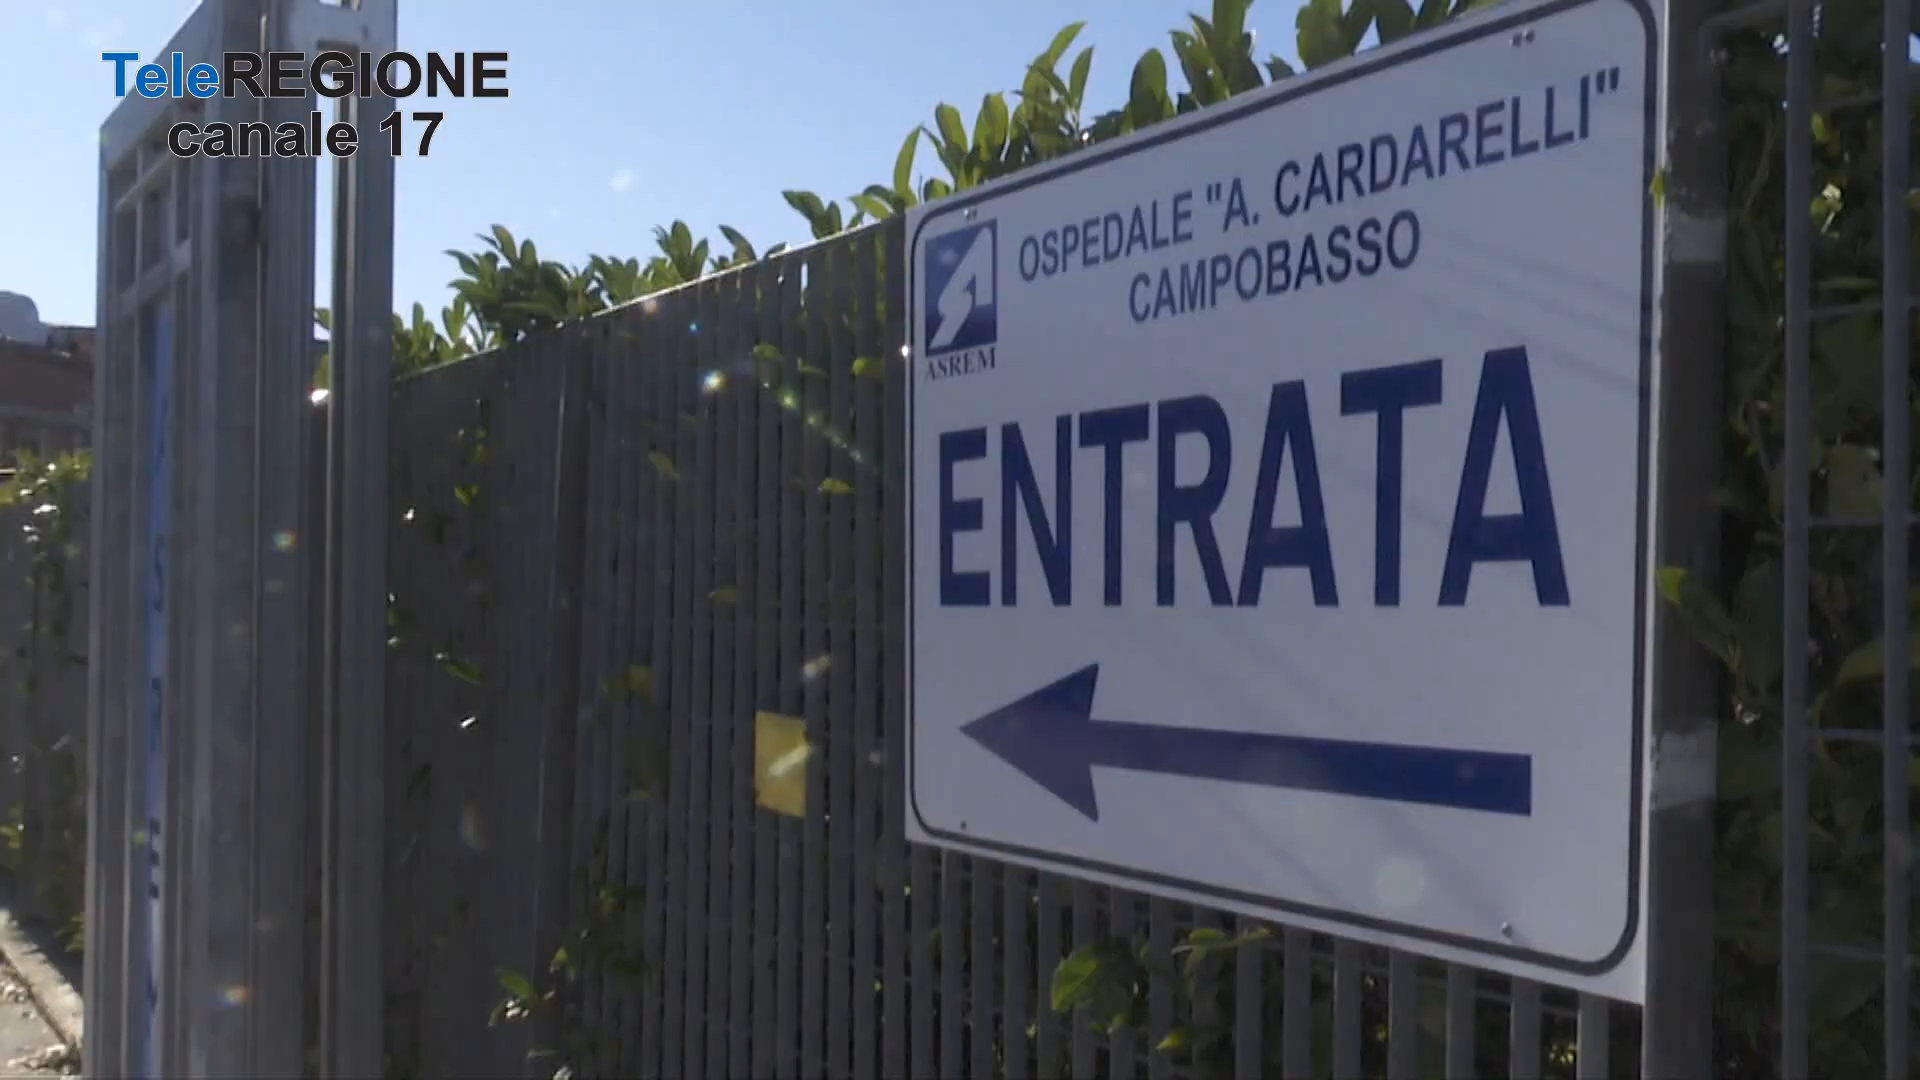 TeleREGIONE
canale 17
OSPEDALE "A. CARDARELLI"
CAMPOBASSO
ASREM
ENTRATA